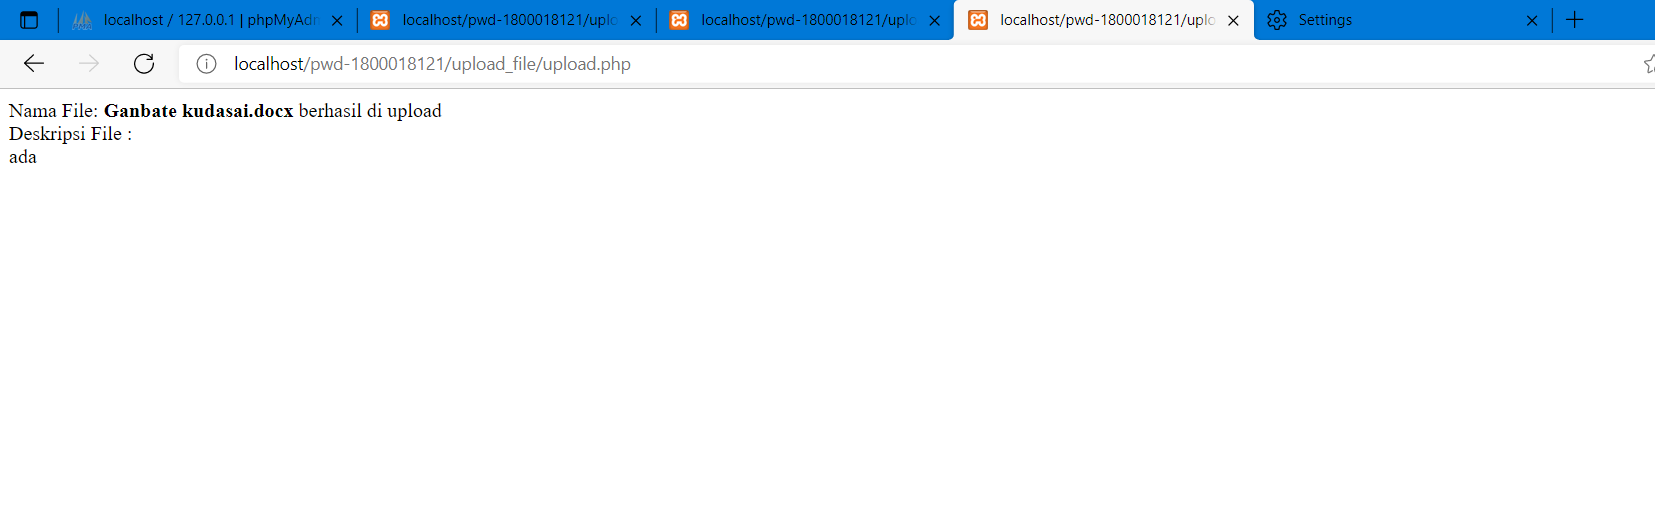 localhost / 127.0.0.1 | phpMyAdn
localhost/pwd-1800018121/uplo
localhost/pwd-1800018121/uplo
localhost/pwd-1800018121/uplo
Settings
localhost/pwd-1800018121/upload_file/upload.php
Nama File: Ganbate kudasai.docx berhasil di upload
Deskripsi File :
ada